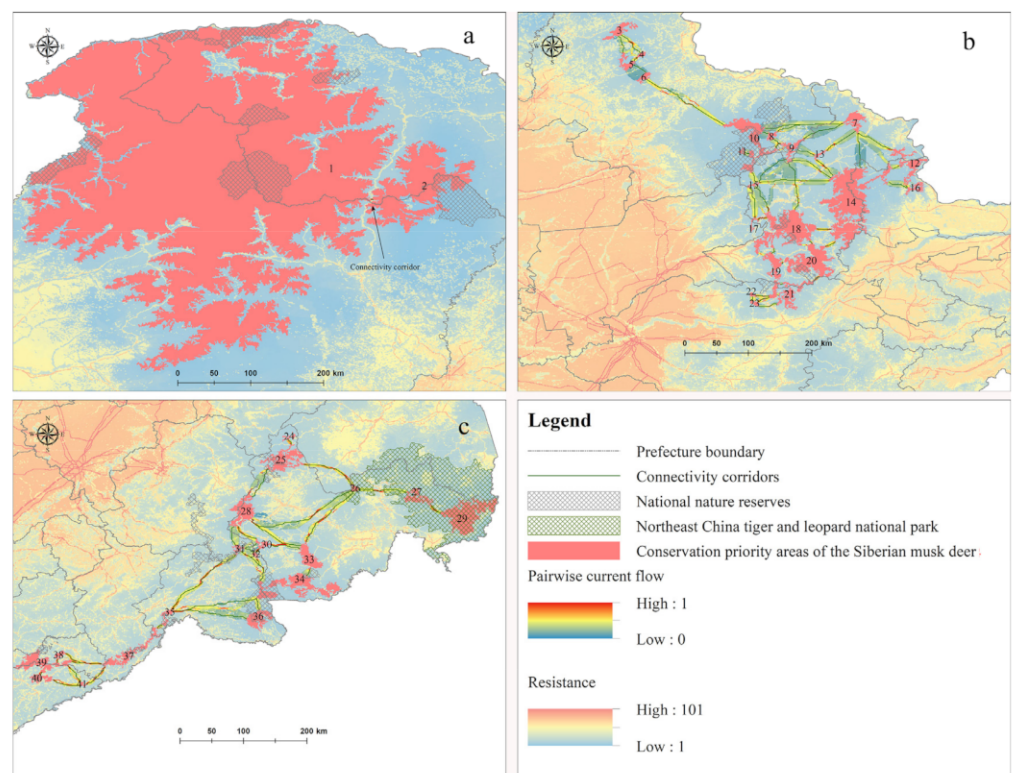 a
N
W E
S
1
2
Connectivity corridor
0 50 100 200 km
b
N
W E
S
3
4
5
6
7
10 8
9
11 13
12
15
16
14
17 18
20
19
22 21
23
0 50 100 200 km
c
N
W E
S
24
25
26 27
28 29
31 30
33
34
35 36
38
39 37
40 41
0 50 100 200 km
Legend
Prefecture boundary
Connectivity corridors
National nature reserves
Northeast China tiger and leopard national park
Conservation priority areas of the Siberian musk deer
Pairwise current flow
High : 1
Low : 0
Resistance
High : 101
Low : 1